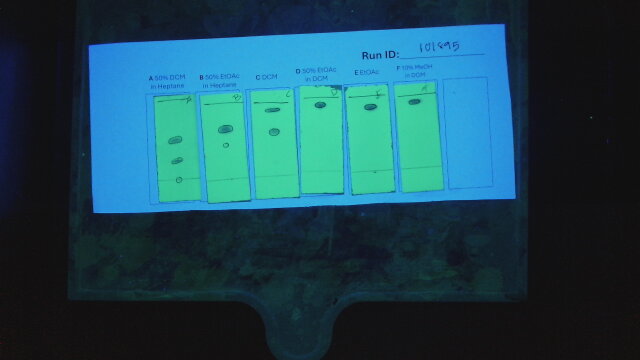 Run ID: 101895
A 50% DCM
in Heptane
B 50% EtOAc
in Heptane
C DCM
D 50% EtOAc
in DCM
E EtOAc
F 10% MeOH
in DCM
A
B
C
D